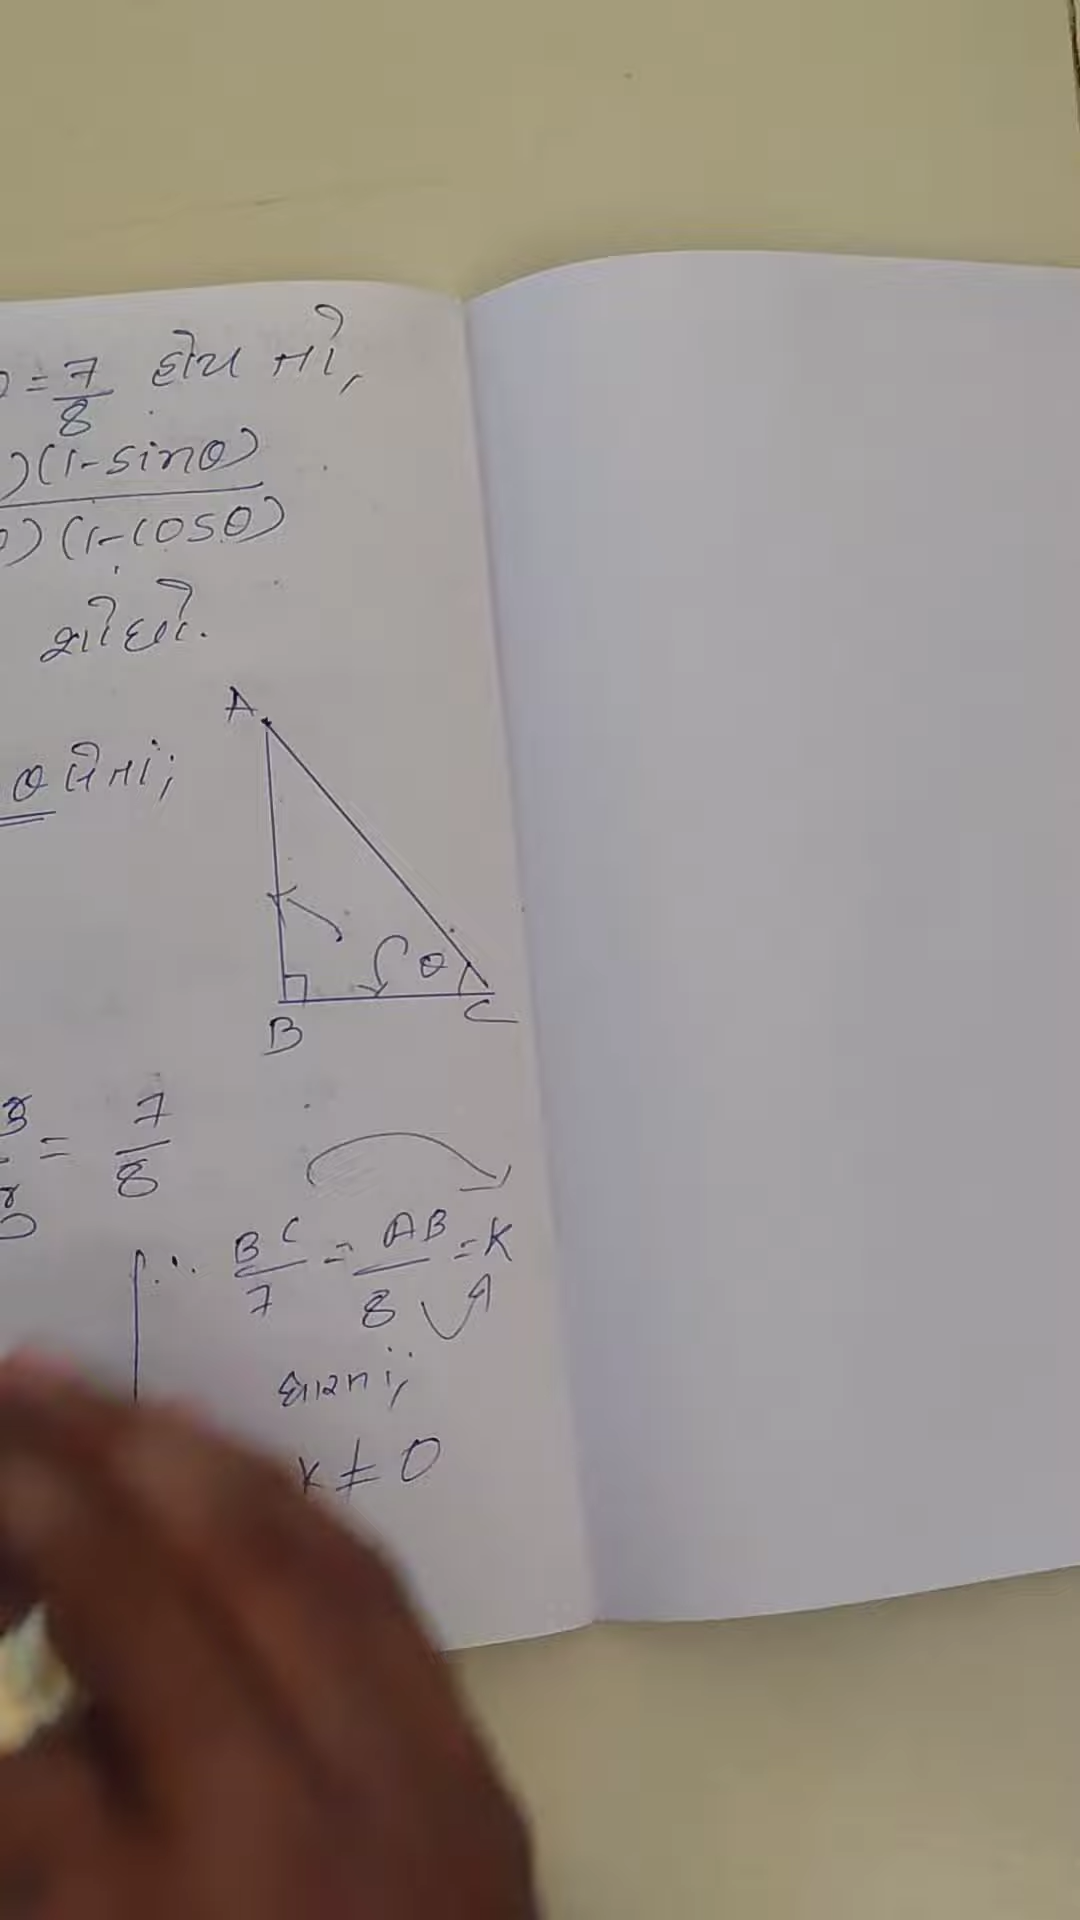 = 7/8 હોય તો,
)(1-sinθ)
) (1-cosθ)
શોધો.
A
θ લેતાં;
θ
B
C
= 7/8
∴ BC/7 = AB/8 = K
ધારતાં,
K ≠ 0